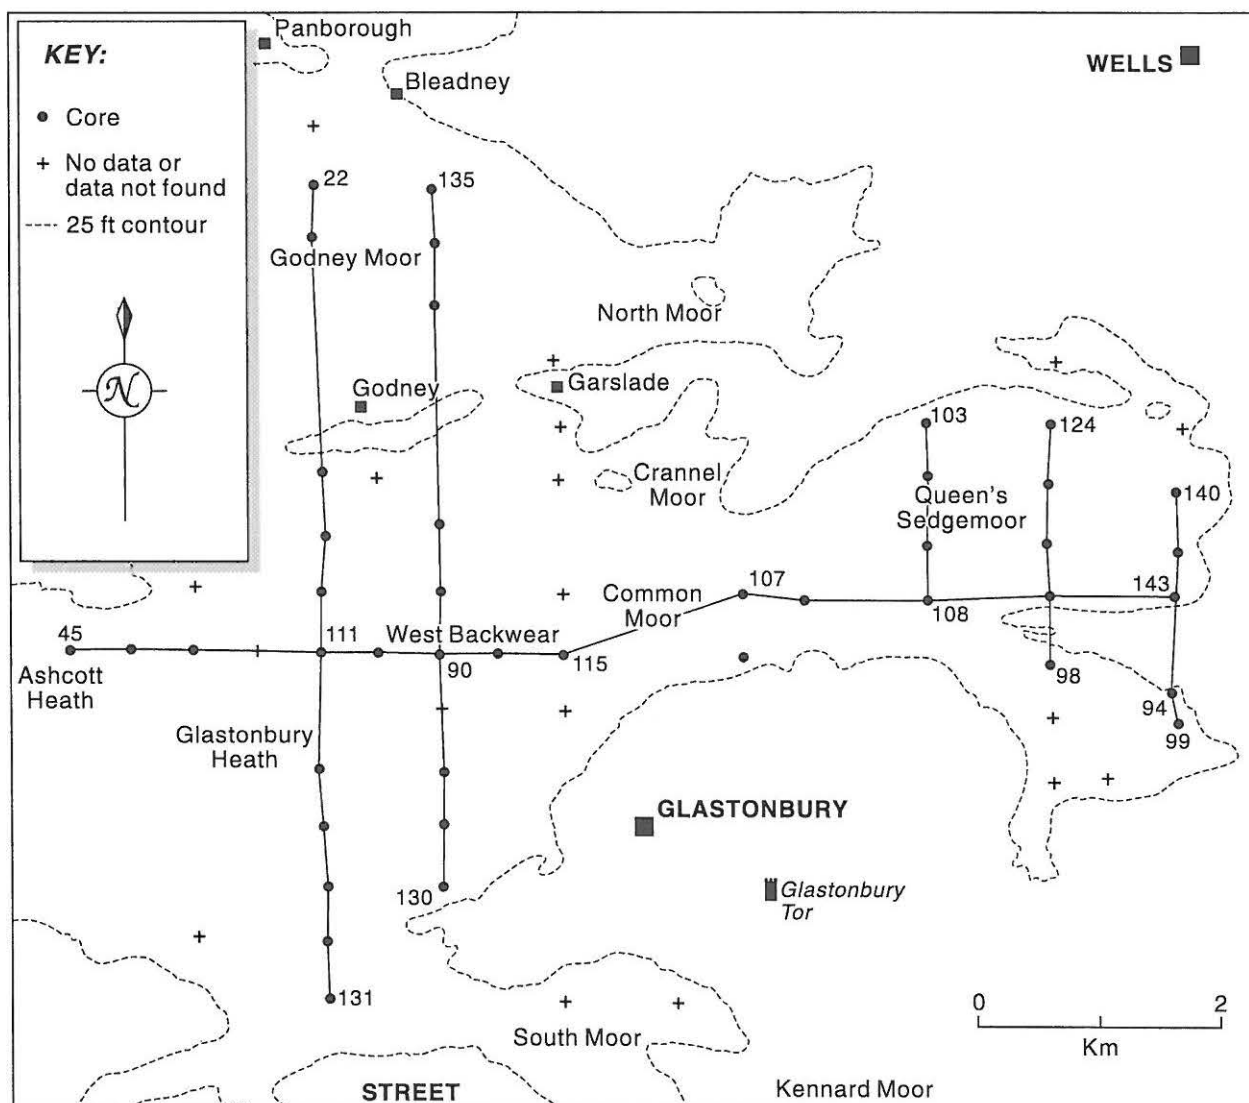 KEY:
Core
No data or
data not found
25 ft contour
N
Panborough
Bleadney
WELLS
22
135
Godney Moor
North Moor
Godney
Garslade
103
124
Crannel
Moor
Queen's
Sedgemoor
140
107
Common
Moor
108
143
45
111
West Backwear
90
115
Ashcott
Heath
98
94
99
Glastonbury
Heath
GLASTONBURY
130
Glastonbury
Tor
131
South Moor
0
2
Km
STREET
Kennard Moor